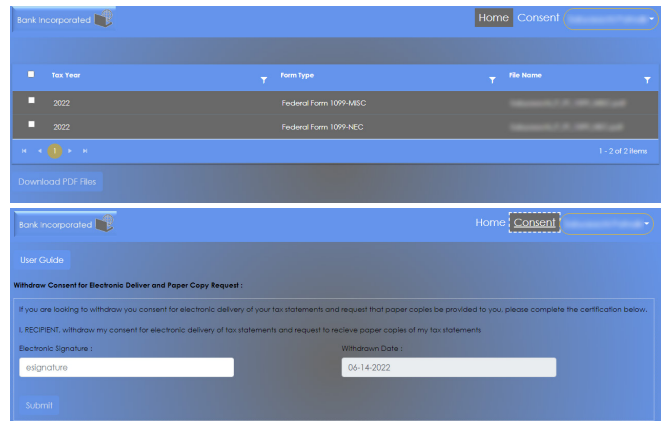 Bank Incorporated
Home Consent
Tax Year Form Type File Name
2022 Federal Form 1099-MISC
2022 Federal Form 1099-NEC
1
1 - 2 of 2 items
Download PDF Files
Bank Incorporated
Home Consent
User Guide
Withdraw Consent for Electronic Deliver and Paper Copy Request :
If you are looking to withdraw you consent for electronic delivery of your tax statements and request that paper copies be provided to you, please complete the certification below.
I, RECIPIENT, withdraw my consent for electronic delivery of tax statements and request to recieve paper copies of my tax statements
Electronic Signature : Withdrawn Date :
esignature 06-14-2022
Submit